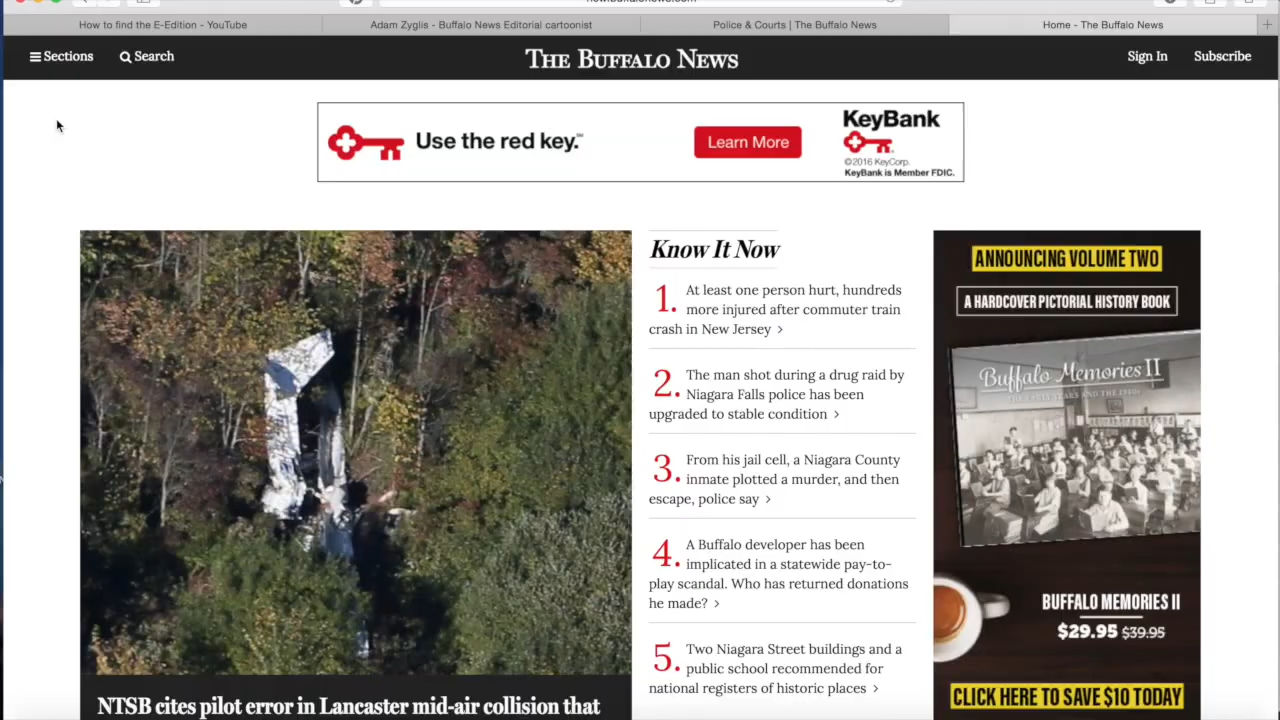 How to find the E-Edition - YouTube
Adam Zyglis - Buffalo News Editorial cartoonist
Police & Courts | The Buffalo News
Home - The Buffalo News
Sections
Search
THE BUFFALO NEWS
Sign In
Subscribe
Use the red key.℠
Learn More
KeyBank
©2016 KeyCorp.
KeyBank is Member FDIC.
Know It Now
1. At least one person hurt, hundreds
more injured after commuter train
crash in New Jersey >
2. The man shot during a drug raid by
Niagara Falls police has been
upgraded to stable condition >
3. From his jail cell, a Niagara County
inmate plotted a murder, and then
escape, police say >
4. A Buffalo developer has been
implicated in a statewide pay-to-
play scandal. Who has returned donations
he made? >
5. Two Niagara Street buildings and a
public school recommended for
national registers of historic places >
ANNOUNCING VOLUME TWO
A HARDCOVER PICTORIAL HISTORY BOOK
Buffalo Memories II
THE EARLY YEARS AND THE 1940s
BUFFALO MEMORIES II
$29.95 $39.95
CLICK HERE TO SAVE $10 TODAY
NTSB cites pilot error in Lancaster mid-air collision that